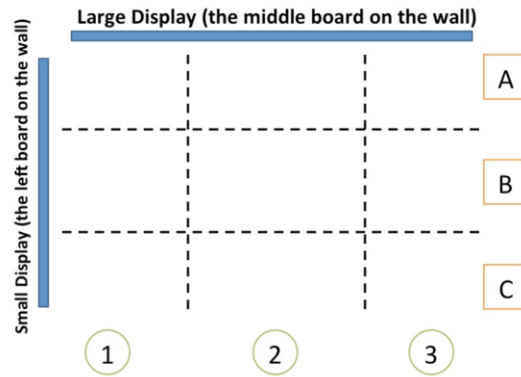 Large Display (the middle board on the wall)
Small Display (the left board on the wall)
A
B
C
1
2
3